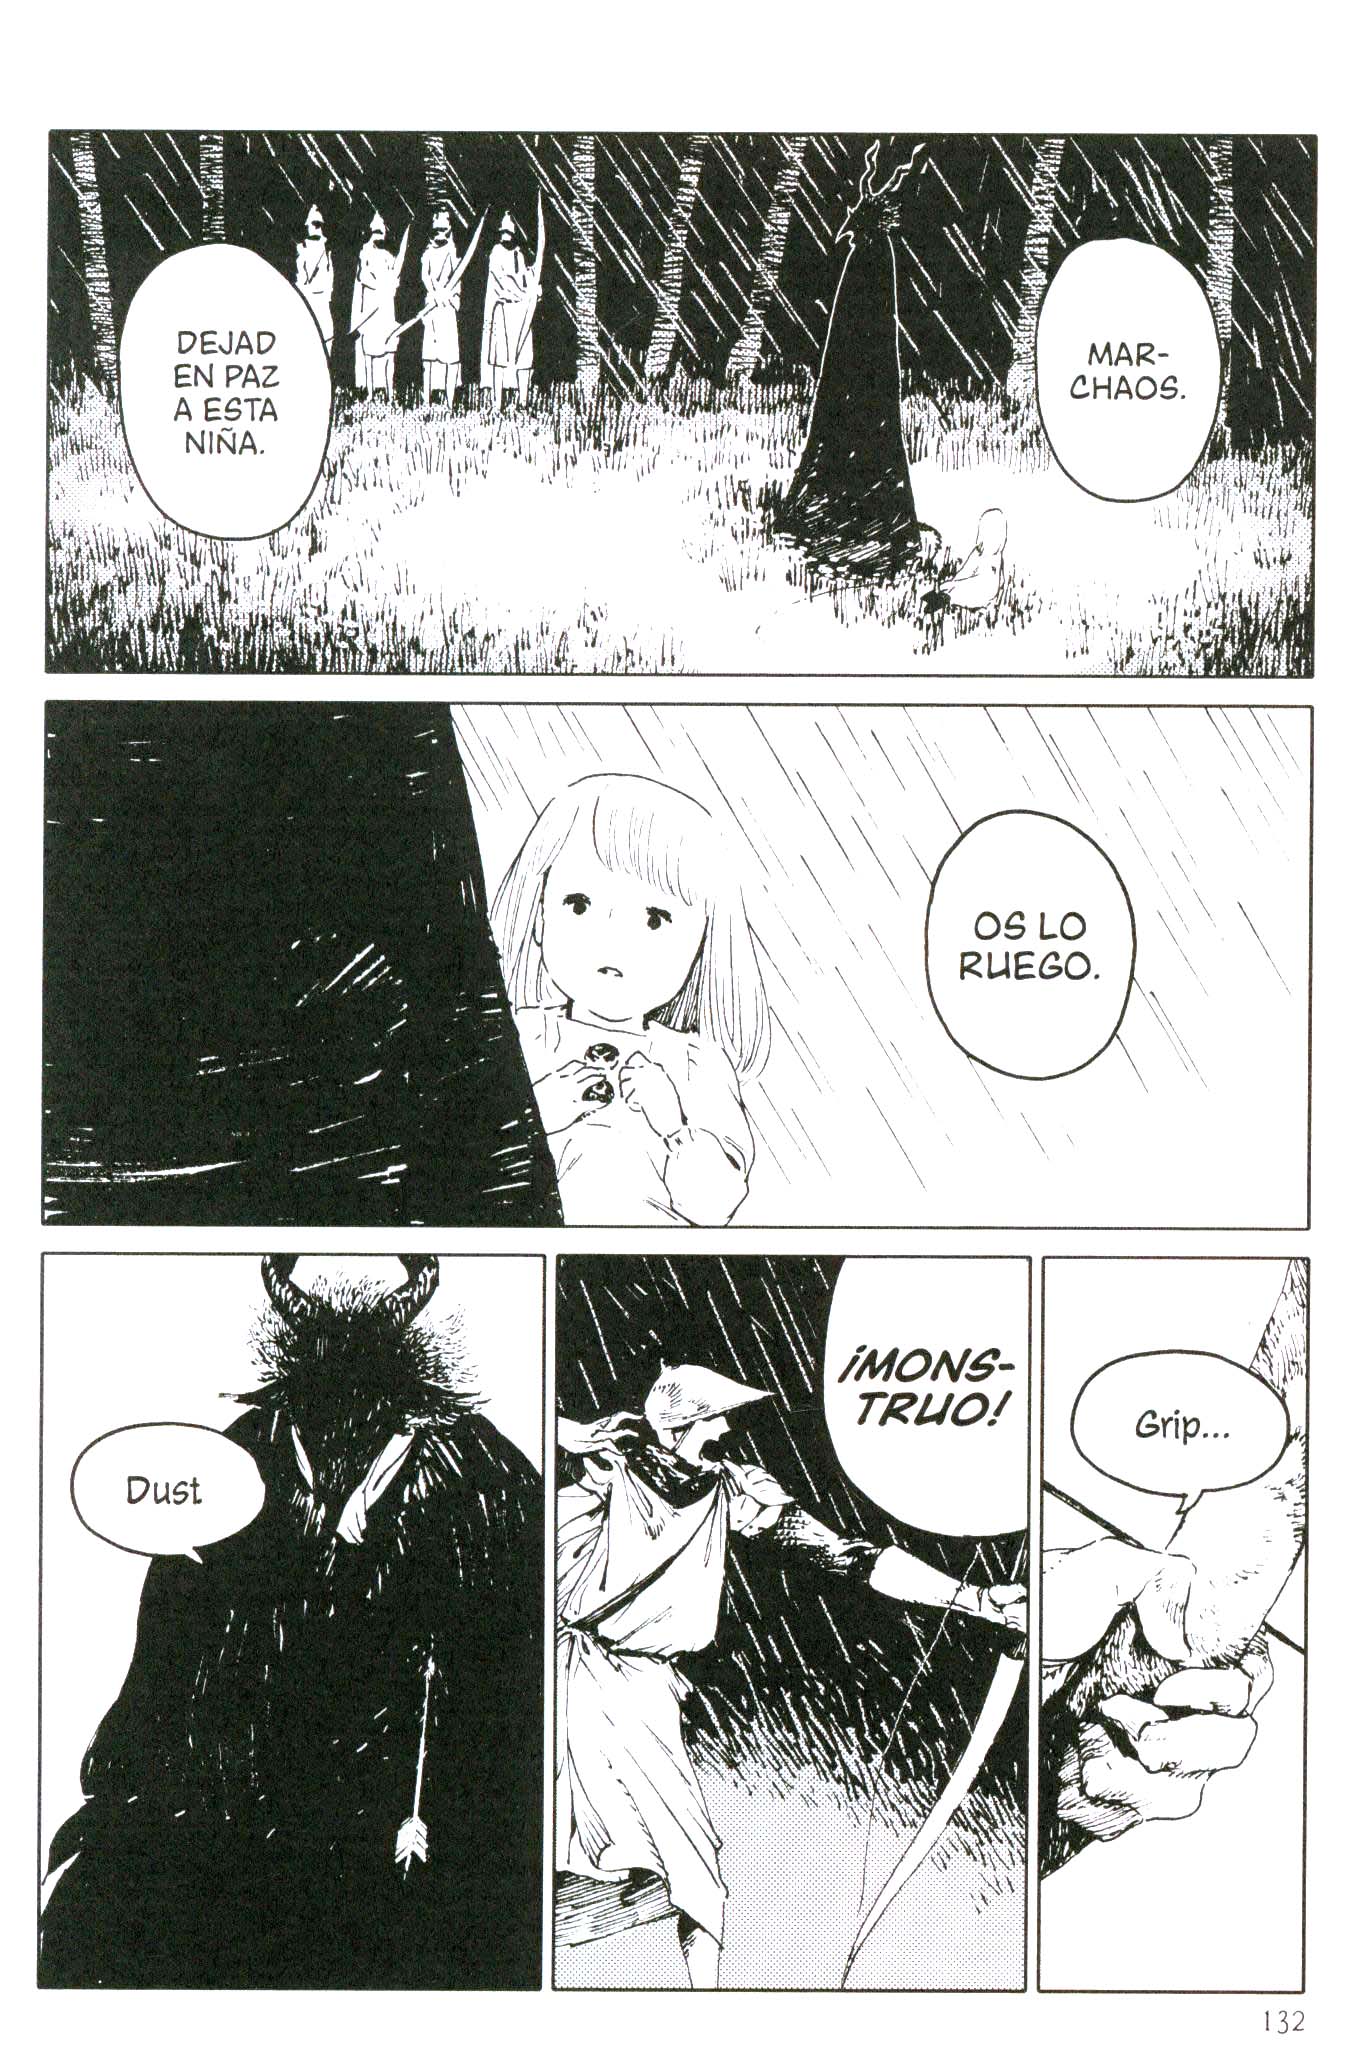 MAR-
CHAOS.
DEJAD
EN PAZ
A ESTA
NIÑA.
OS LO
RUEGO.
Grip...
¡MONS-
TRUO!
Dust
132